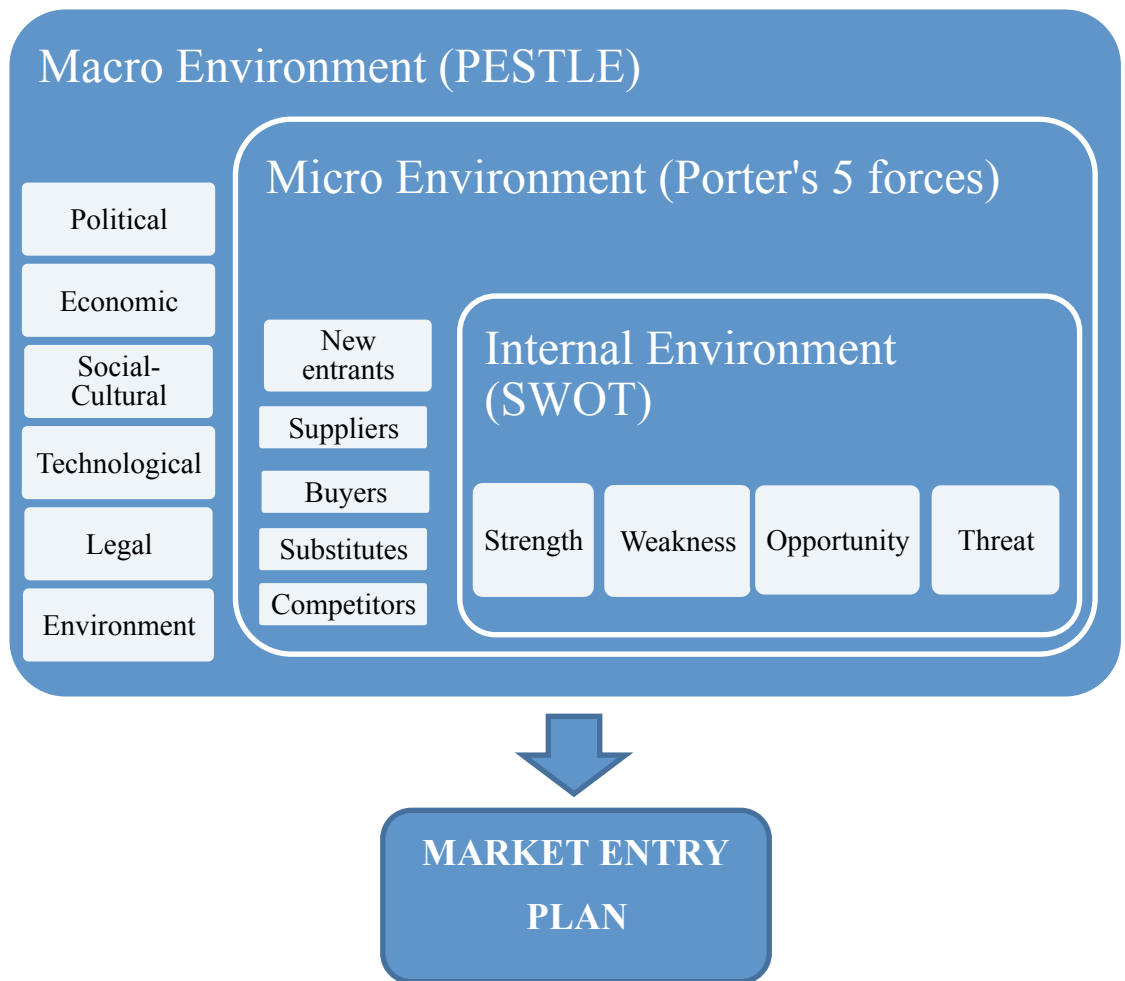 Macro Environment (PESTLE)
Political
Economic
Social-
Cultural
Technological
Legal
Environment
Micro Environment (Porter's 5 forces)
New
entrants
Suppliers
Buyers
Substitutes
Competitors
Internal Environment
(SWOT)
Strength
Weakness
Opportunity
Threat
MARKET ENTRY
PLAN